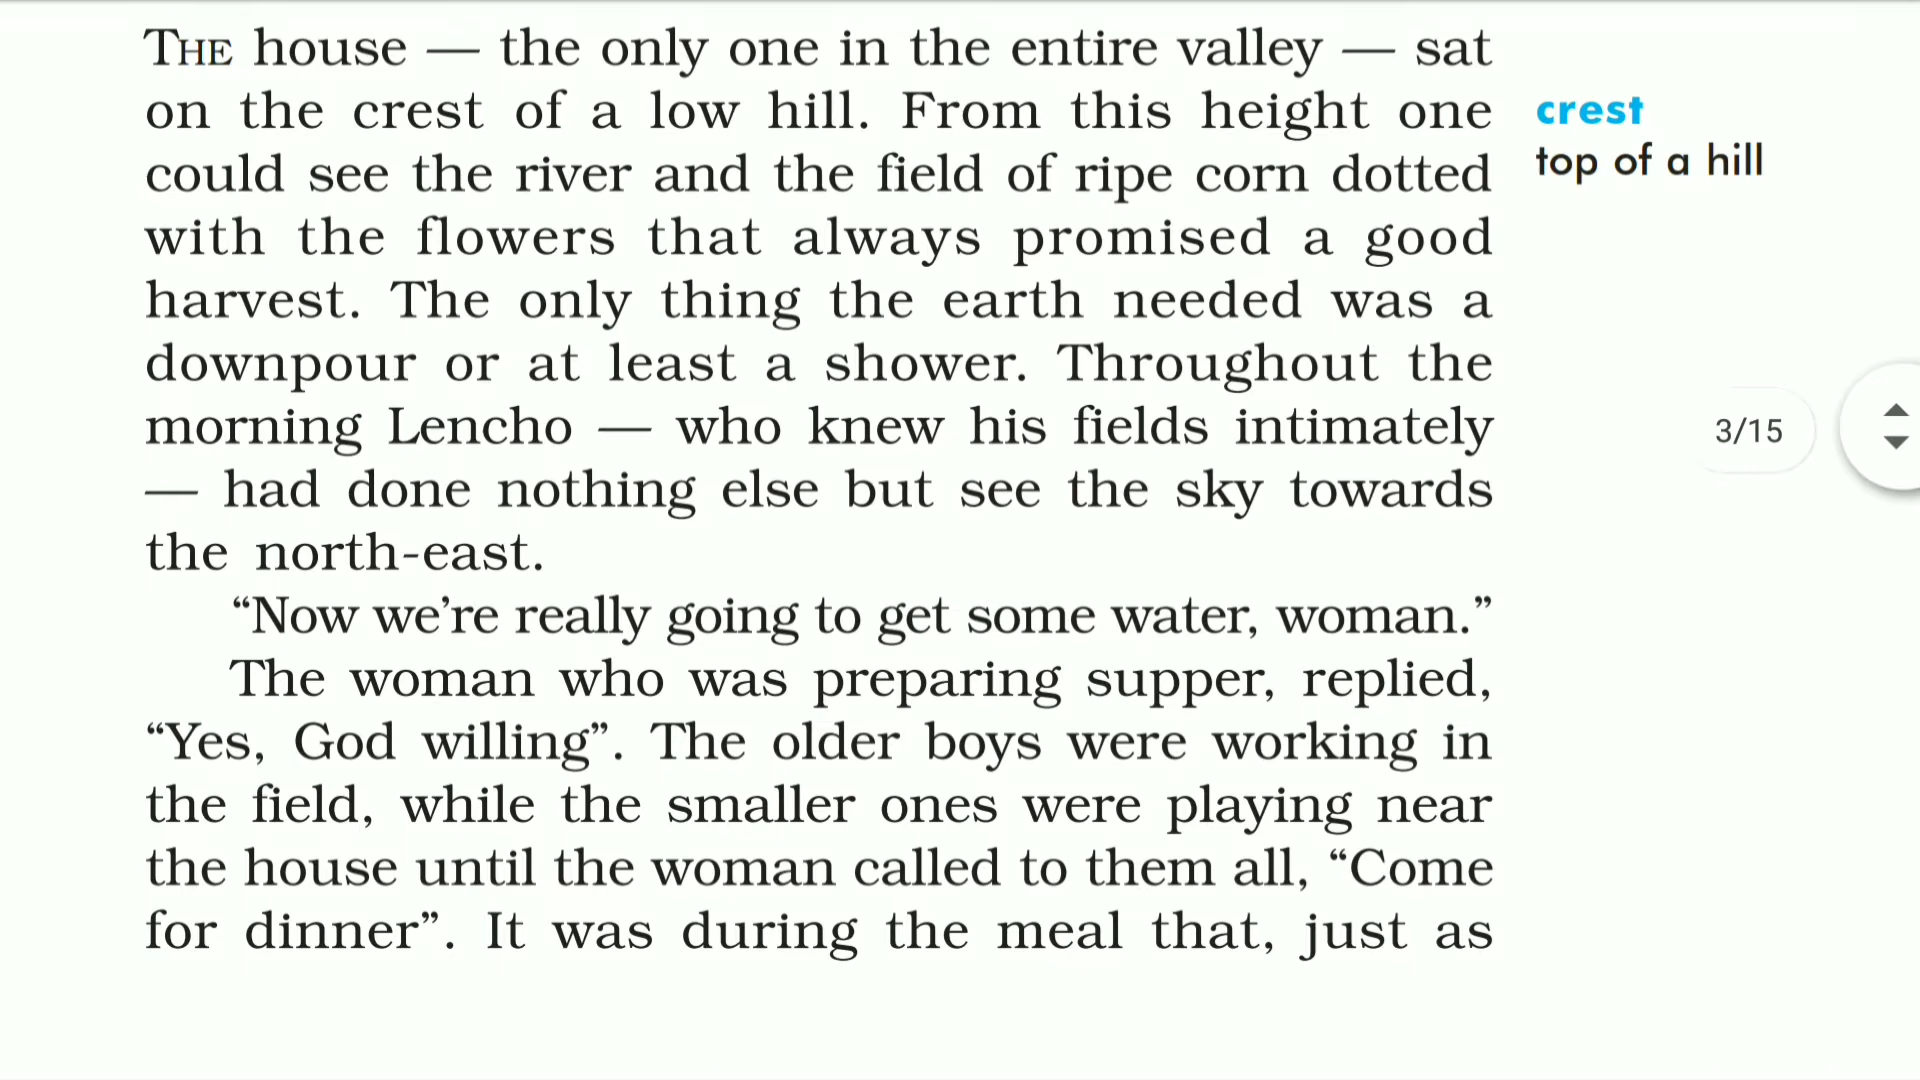 THE house — the only one in the entire valley — sat
on the crest of a low hill. From this height one
could see the river and the field of ripe corn dotted
with the flowers that always promised a good
harvest. The only thing the earth needed was a
downpour or at least a shower. Throughout the
morning Lencho — who knew his fields intimately
— had done nothing else but see the sky towards
the north-east.
“Now we’re really going to get some water, woman.”
The woman who was preparing supper, replied,
“Yes, God willing”. The older boys were working in
the field, while the smaller ones were playing near
the house until the woman called to them all, “Come
for dinner”. It was during the meal that, just as
crest
top of a hill
3/15